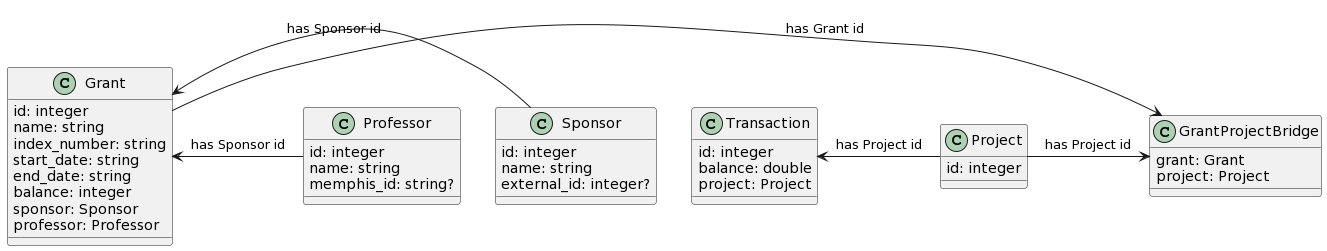 has Sponsor id
has Grant id
C Grant
id: integer
name: string
index_number: string
start_date: string
end_date: string
balance: integer
sponsor: Sponsor
professor: Professor
has Sponsor id
C Professor
id: integer
name: string
memphis_id: string?
C Sponsor
id: integer
name: string
external_id: integer?
C Transaction
id: integer
balance: double
project: Project
has Project id
C Project
id: integer
has Project id
C GrantProjectBridge
grant: Grant
project: Project